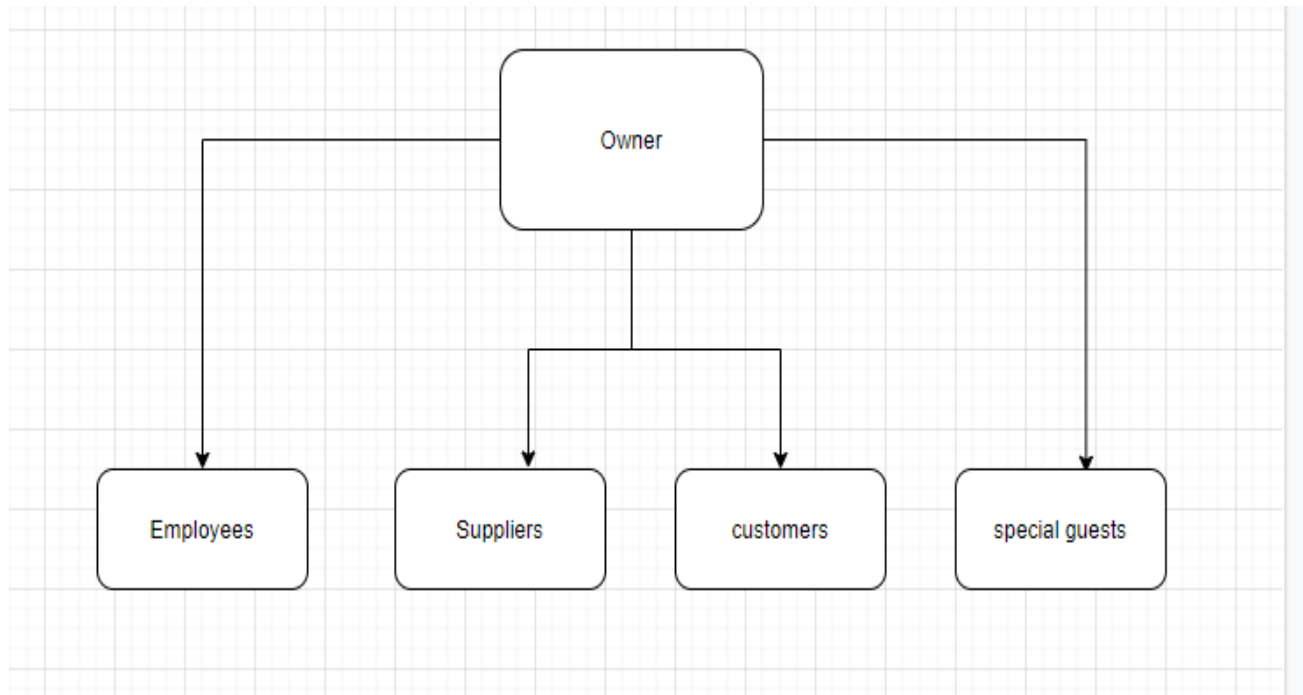 Owner
Employees
Suppliers
customers
special guests